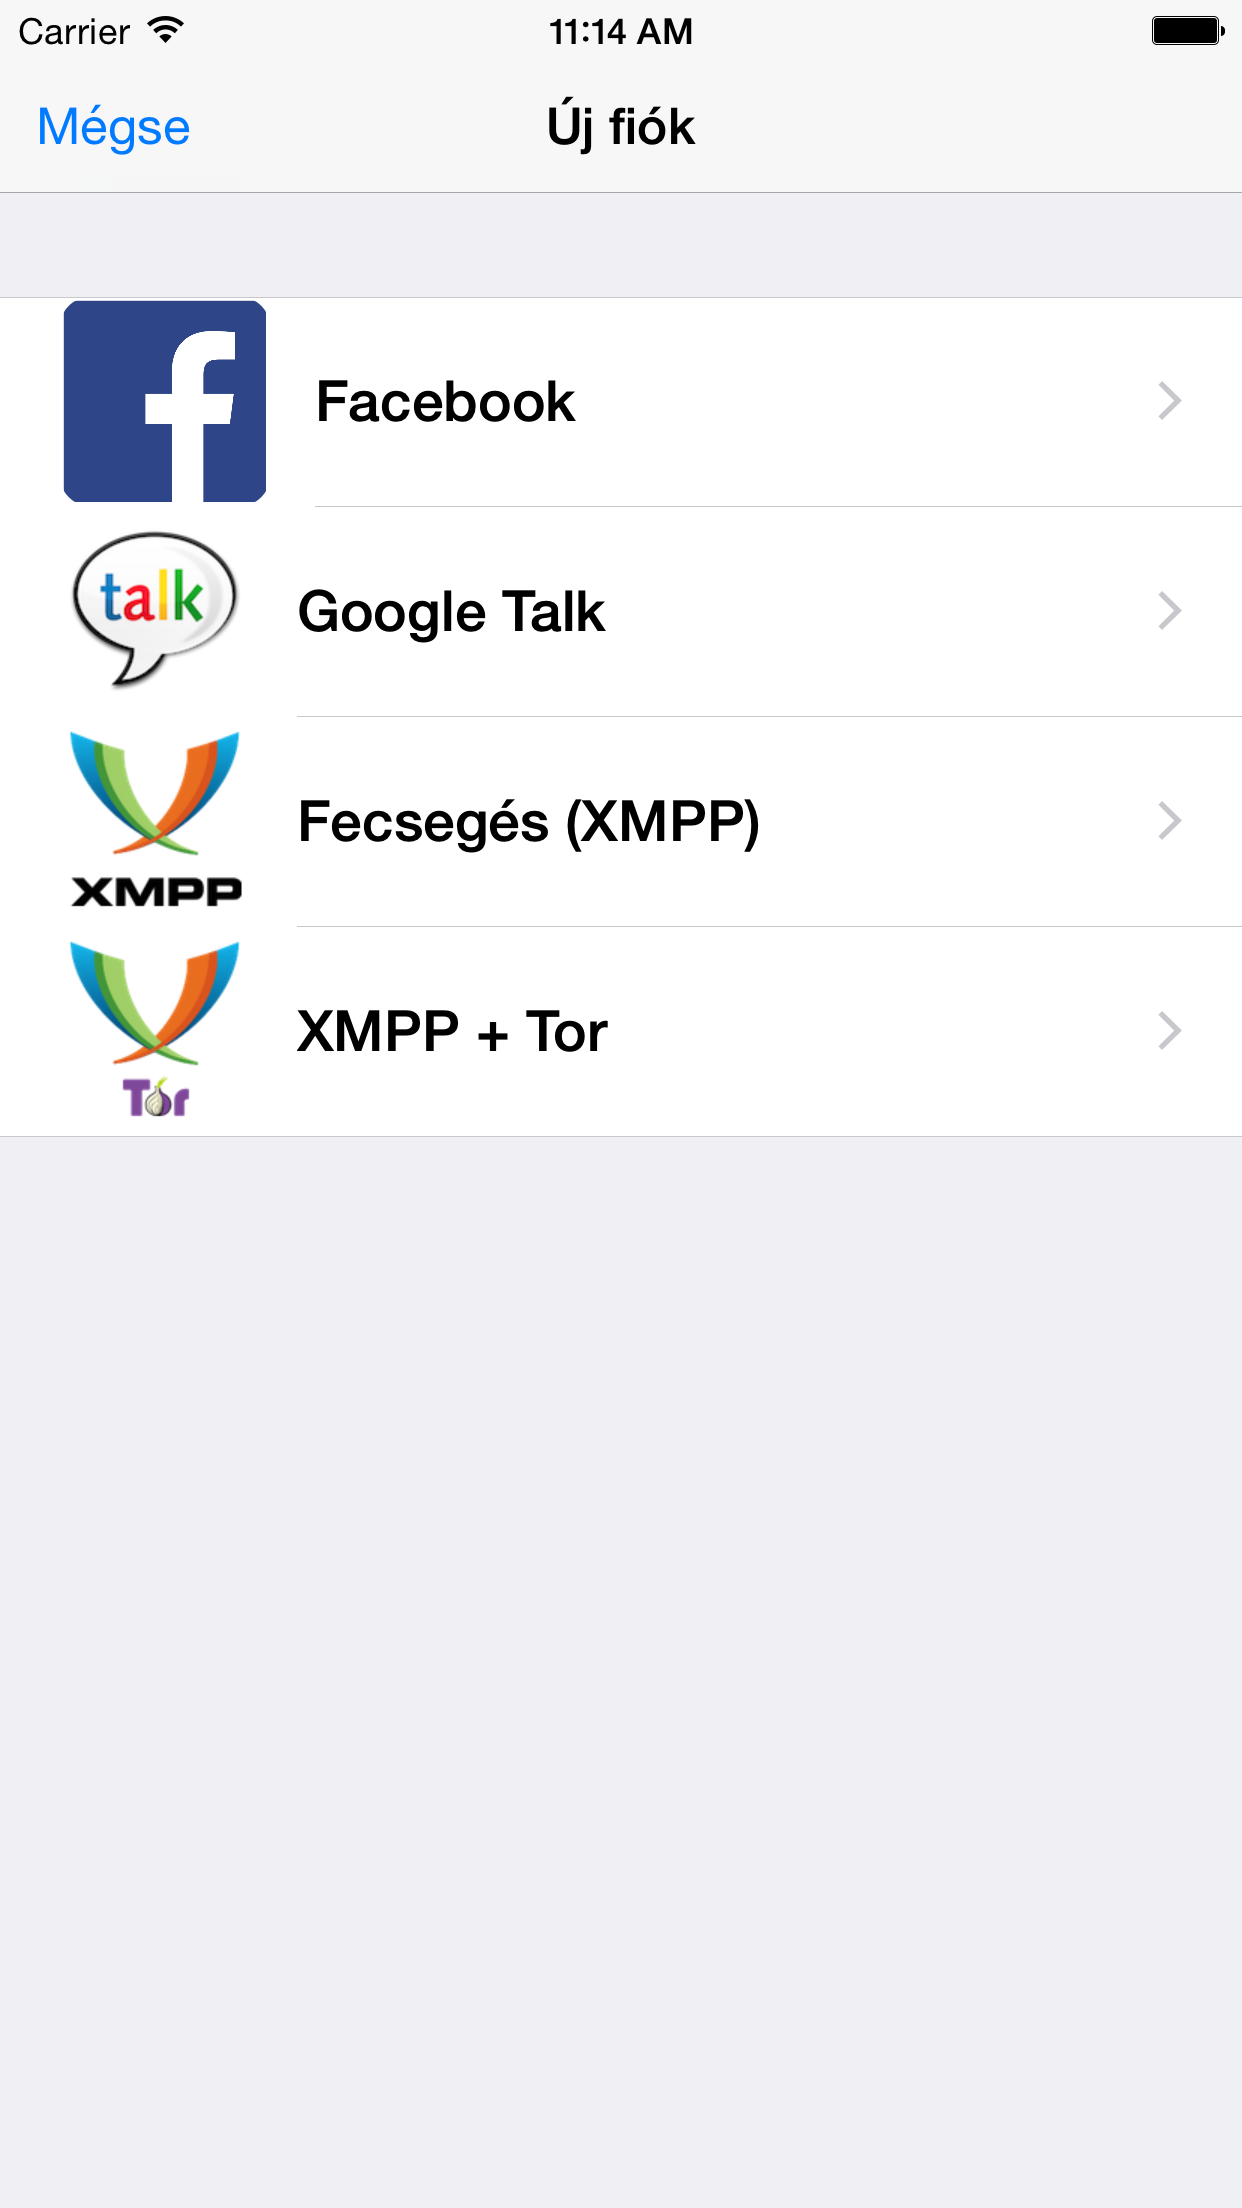 Carrier 11:14 AM
Mégse Új fiók
Facebook
talk Google Talk
Fecsegés (XMPP)
XMPP
XMPP + Tor
Tor